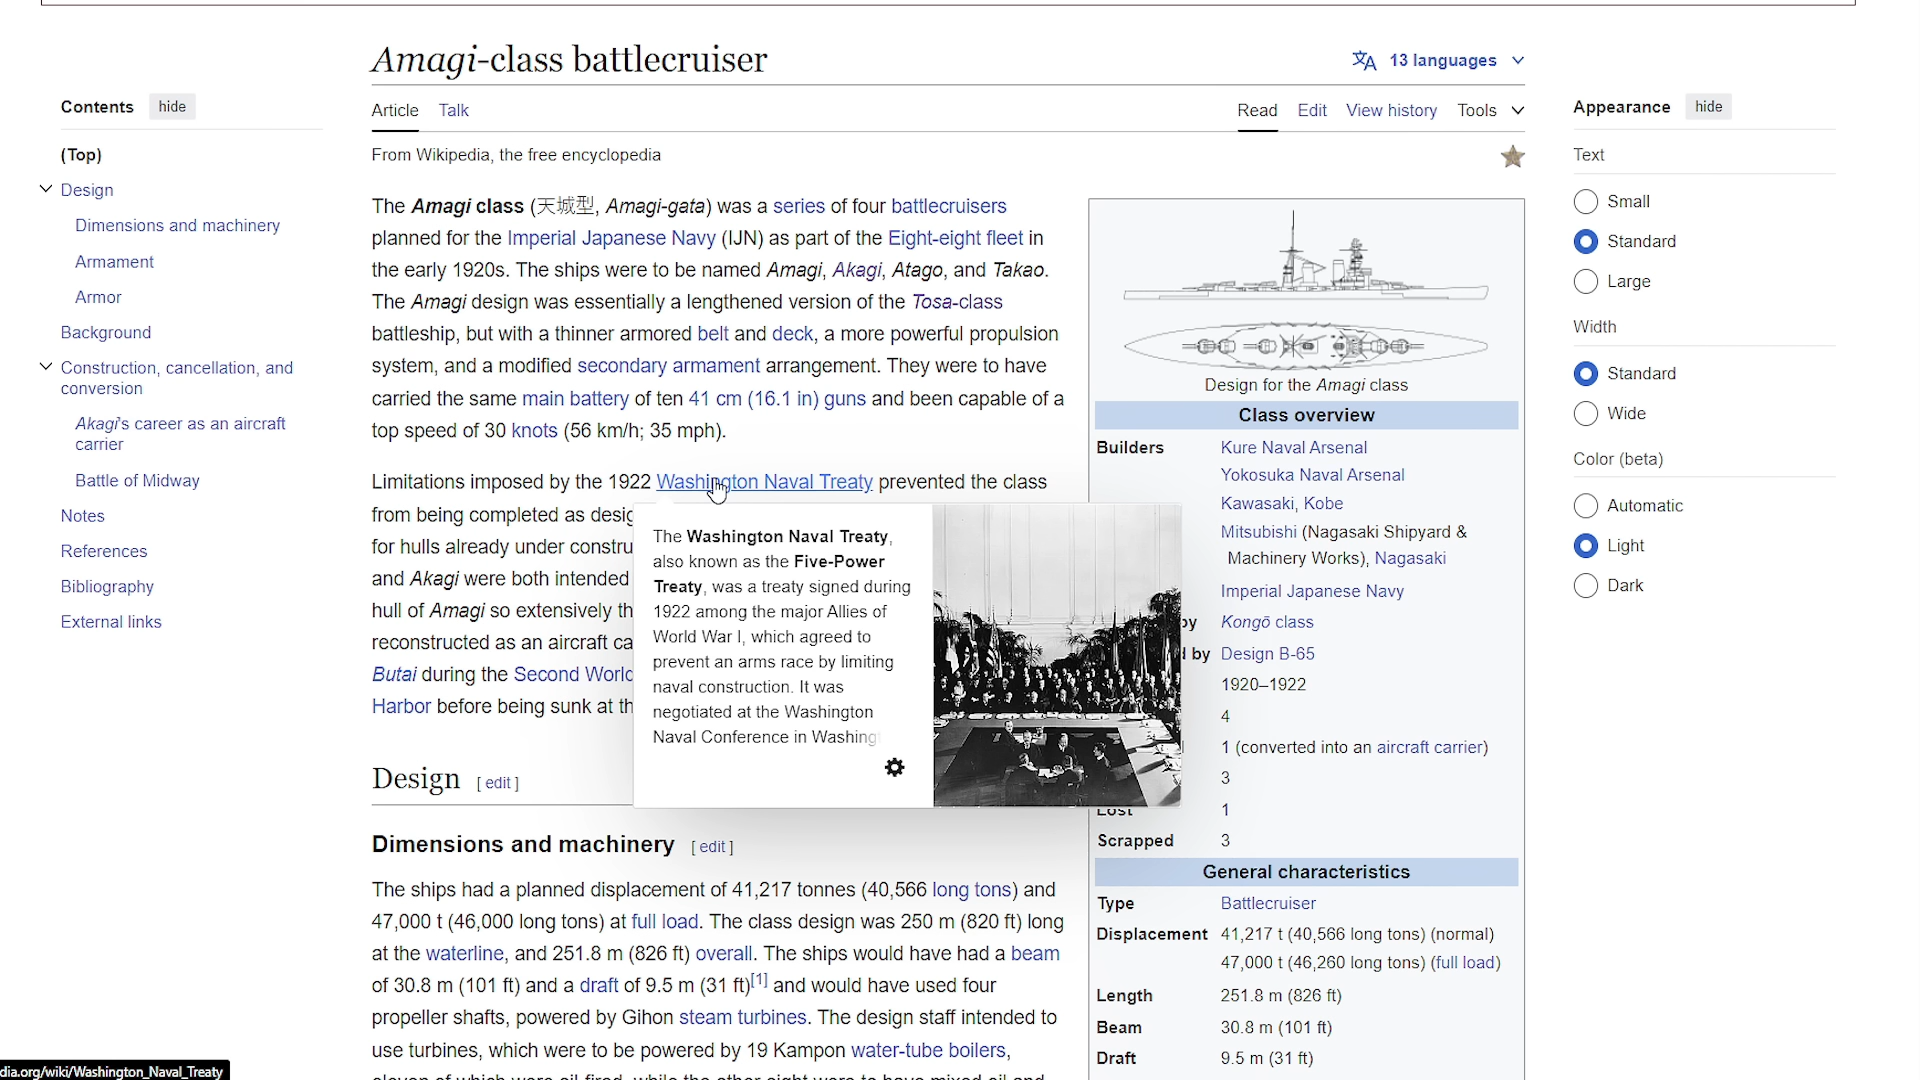 Amagi-class battlecruiser
13 languages
Contents hide
Article Talk
Read Edit View history Tools
Appearance hide
From Wikipedia, the free encyclopedia
(Top)
Design
Dimensions and machinery
Armament
Armor
Background
Construction, cancellation, and
conversion
Akagi's career as an aircraft
carrier
Battle of Midway
Notes
References
Bibliography
External links
The Amagi class (天城型, Amagi-gata) was a series of four battlecruisers
planned for the Imperial Japanese Navy (IJN) as part of the Eight-eight fleet in
the early 1920s. The ships were to be named Amagi, Akagi, Atago, and Takao.
The Amagi design was essentially a lengthened version of the Tosa-class
battleship, but with a thinner armored belt and deck, a more powerful propulsion
system, and a modified secondary armament arrangement. They were to have
carried the same main battery of ten 41 cm (16.1 in) guns and been capable of a
top speed of 30 knots (56 km/h; 35 mph).
Limitations imposed by the 1922 Washington Naval Treaty prevented the class
from being completed as desig
for hulls already under constru
and Akagi were both intended
hull of Amagi so extensively th
reconstructed as an aircraft ca
Butai during the Second World
Harbor before being sunk at th
The Washington Naval Treaty,
also known as the Five-Power
Treaty, was a treaty signed during
1922 among the major Allies of
World War I, which agreed to
prevent an arms race by limiting
naval construction. It was
negotiated at the Washington
Naval Conference in Washing
Design [ edit ]
Dimensions and machinery [ edit ]
The ships had a planned displacement of 41,217 tonnes (40,566 long tons) and
47,000 t (46,000 long tons) at full load. The class design was 250 m (820 ft) long
at the waterline, and 251.8 m (826 ft) overall. The ships would have had a beam
of 30.8 m (101 ft) and a draft of 9.5 m (31 ft)[1] and would have used four
propeller shafts, powered by Gihon steam turbines. The design staff intended to
use turbines, which were to be powered by 19 Kampon water-tube boilers,
eleven of which were oil-fired, while the other eight were to have mixed oil and
Design for the Amagi class
Class overview
Builders Kure Naval Arsenal
Yokosuka Naval Arsenal
Kawasaki, Kobe
Mitsubishi (Nagasaki Shipyard &
Machinery Works), Nagasaki
Imperial Japanese Navy
by Kongō class
d by Design B-65
1920–1922
4
1 (converted into an aircraft carrier)
3
Lost 1
Scrapped 3
General characteristics
Type Battlecruiser
Displacement 41,217 t (40,566 long tons) (normal)
47,000 t (46,260 long tons) (full load)
Length 251.8 m (826 ft)
Beam 30.8 m (101 ft)
Draft 9.5 m (31 ft)
Text
Small
Standard
Large
Width
Standard
Wide
Color (beta)
Automatic
Light
Dark
dia.org/wiki/Washington_Naval_Treaty